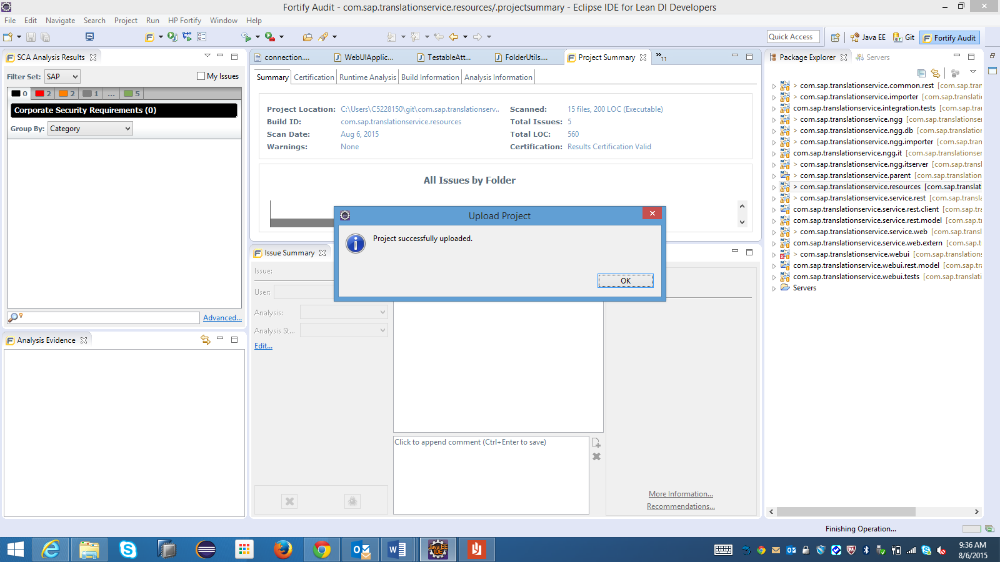 Fortify Audit - com.sap.translationservice.resources/.projectsummary - Eclipse IDE for Lean DI Developers
File Edit Navigate Search Project Run HP Fortify Window Help
Quick Access
Java EE
Git
Fortify Audit
SCA Analysis Results
Filter Set: SAP
My Issues
0 2 2 1 ... 5
Corporate Security Requirements (0)
Group By: Category
Advanced...
Analysis Evidence
connection....
WebUIApplic...
TestableAtt...
FolderUtils....
Project Summary
»11
Summary Certification Runtime Analysis Build Information Analysis Information
Project Location: C:\Users\C5228150\git\com.sap.translationserv.. Scanned: 15 files, 200 LOC (Executable)
Build ID: com.sap.translationservice.resources Total Issues: 5
Scan Date: Aug 6, 2015 Total LOC: 560
Warnings: None Certification: Results Certification Valid
All Issues by Folder
Upload Project
Project successfully uploaded.
OK
Issue Summary
Issue:
User:
Analysis:
Analysis St...
Edit...
Click to append comment (Ctrl+Enter to save)
More Information...
Recommendations...
Package Explorer
Servers
> com.sap.translationservice.common.rest [com.sap.tran
> com.sap.translationservice.importer [com.sap.translati
com.sap.translationservice.integration.tests [com.sap.tr
> com.sap.translationservice.ngg [com.sap.translationse
> com.sap.translationservice.ngg.db [com.sap.translation
> com.sap.translationservice.ngg.importer [com.sap.tran
com.sap.translationservice.ngg.it [com.sap.translationser
> com.sap.translationservice.ngg.itserver [com.sap.transl
> com.sap.translationservice.parent [com.sap.translation
> com.sap.translationservice.resources [com.sap.translati
> com.sap.translationservice.service.rest [com.sap.transla
com.sap.translationservice.service.rest.client [com.sap.tr
com.sap.translationservice.service.rest.model [com.sap.t
> com.sap.translationservice.service.web [com.sap.transl
com.sap.translationservice.service.web.extern [com.sap.t
> com.sap.translationservice.webui [com.sap.translations
com.sap.translationservice.webui.rest.model [com.sap.tr
com.sap.translationservice.webui.tests [com.sap.translati
Servers
Finishing Operation...
Java EE
IDE
9:36 AM
8/6/2015